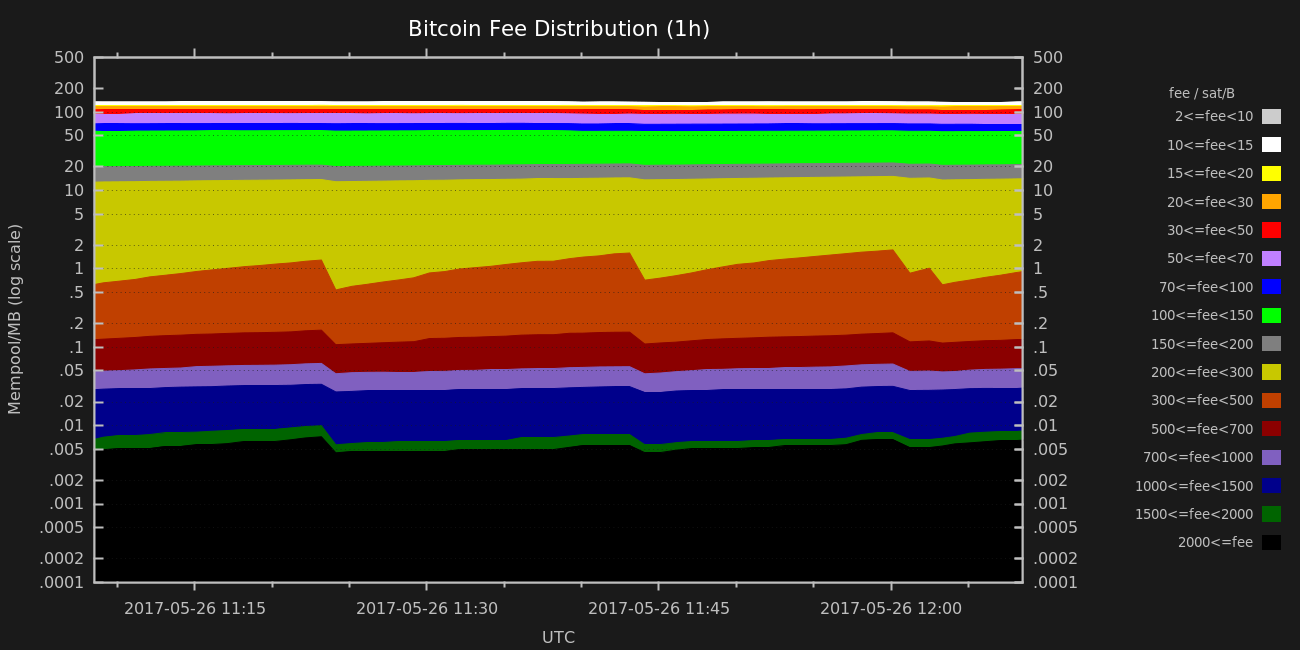 Bitcoin Fee Distribution (1h)
Mempool/MB (log scale)
500
200
100
50
20
10
5
2
1
.5
.2
.1
.05
.02
.01
.005
.002
.001
.0005
.0002
.0001
500
200
100
50
20
10
5
2
1
.5
.2
.1
.05
.02
.01
.005
.002
.001
.0005
.0002
.0001
2017-05-26 11:15 2017-05-26 11:30 2017-05-26 11:45 2017-05-26 12:00
UTC
fee / sat/B
2<=fee<10
10<=fee<15
15<=fee<20
20<=fee<30
30<=fee<50
50<=fee<70
70<=fee<100
100<=fee<150
150<=fee<200
200<=fee<300
300<=fee<500
500<=fee<700
700<=fee<1000
1000<=fee<1500
1500<=fee<2000
2000<=fee